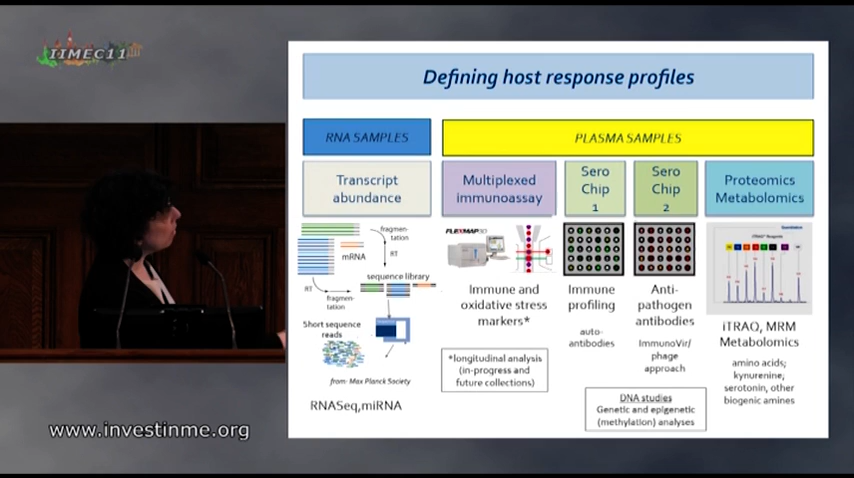 IIMEC11
Defining host response profiles
RNA SAMPLES
PLASMA SAMPLES
Transcript
abundance
Multiplexed
immunoassay
Sero
Chip
1
Sero
Chip
2
Proteomics
Metabolomics
fragmen-
tation
RT
mRNA
sequence library
RT
fragmen-
tation
Short sequence
reads
from: Max Planck Society
RNASeq,miRNA
FLEXMAP 3D
Immune and
oxidative stress
markers*
*longitudinal analysis
(in-progress and
future collections)
Immune
profiling
auto-
antibodies
Anti-
pathogen
antibodies
ImmunoVir/
phage
approach
DNA studies
Genetic and epigenetic
(methylation) analyses
iTRAQ, MRM
Metabolomics
amino acids;
kynurenine,
serotonin, other
biogenic amines
www.investinme.org